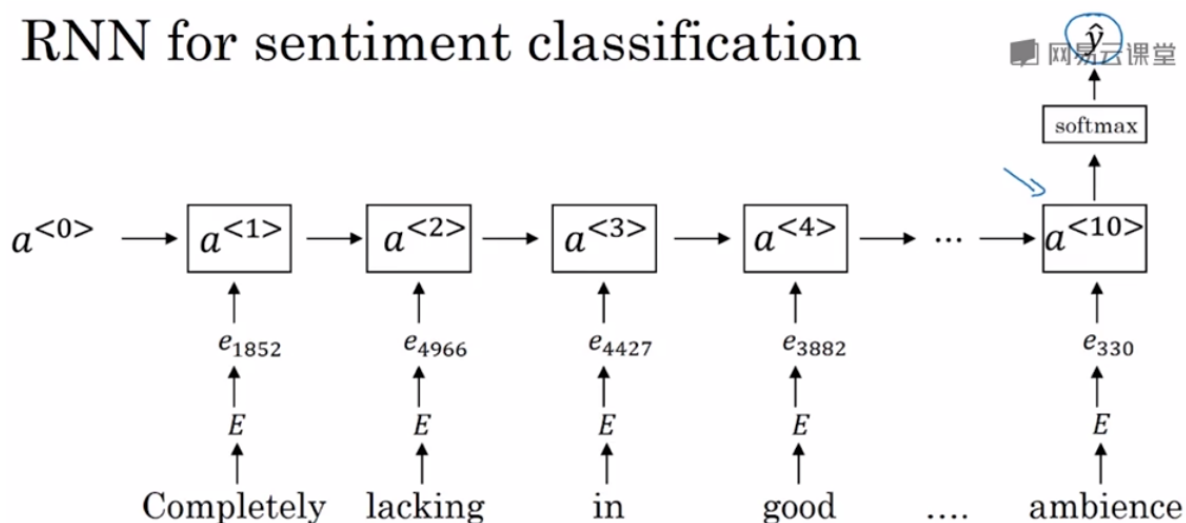 RNN for sentiment classification
ŷ
网易云课堂
softmax
a<0> a<1> a<2> a<3> a<4> ... a<10>
e1852 e4966 e4427 e3882 e330
E E E E E
Completely lacking in good .... ambience